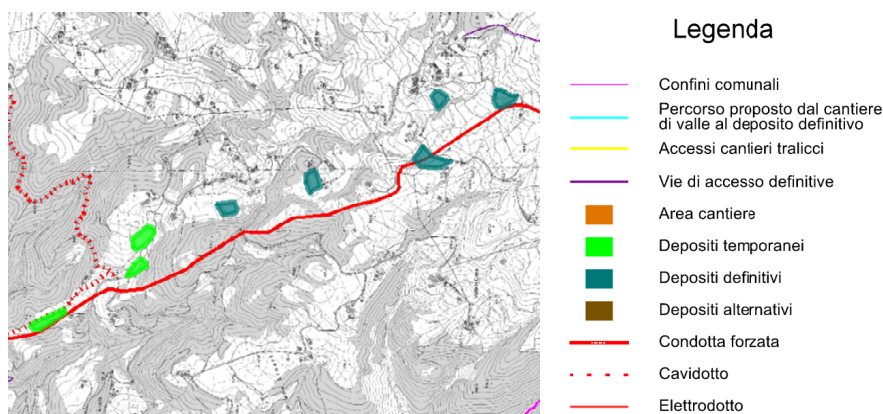 Legenda
Confini comunali
Percorso proposto dal cantiere
di valle al deposito definitivo
Accessi cantieri tralicci
Vie di accesso definitive
Area cantiere
Depositi temporanei
Depositi definitivi
Depositi alternativi
Condotta forzata
Cavidotto
Elettrodotto